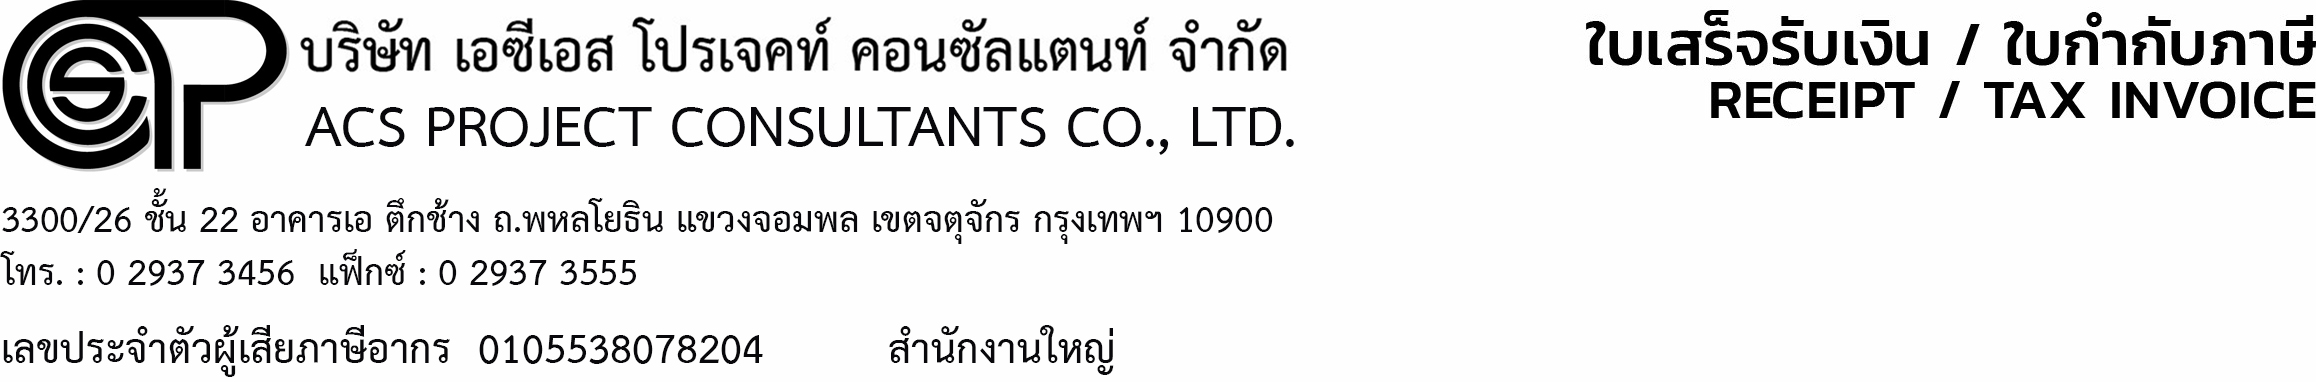 บริษัท เอซีเอส โปรเจคท์ คอนซัลแตนท์ จำกัด
ACS PROJECT CONSULTANTS CO., LTD.
ใบเสร็จรับเงิน / ใบกำกับภาษี
RECEIPT / TAX INVOICE
3300/26 ชั้น 22 อาคารเอ ตึกช้าง ถ.พหลโยธิน แขวงจอมพล เขตจตุจักร กรุงเทพฯ 10900
โทร. : 0 2937 3456 แฟ็กซ์ : 0 2937 3555
เลขประจำตัวผู้เสียภาษีอากร 0105538078204 สำนักงานใหญ่